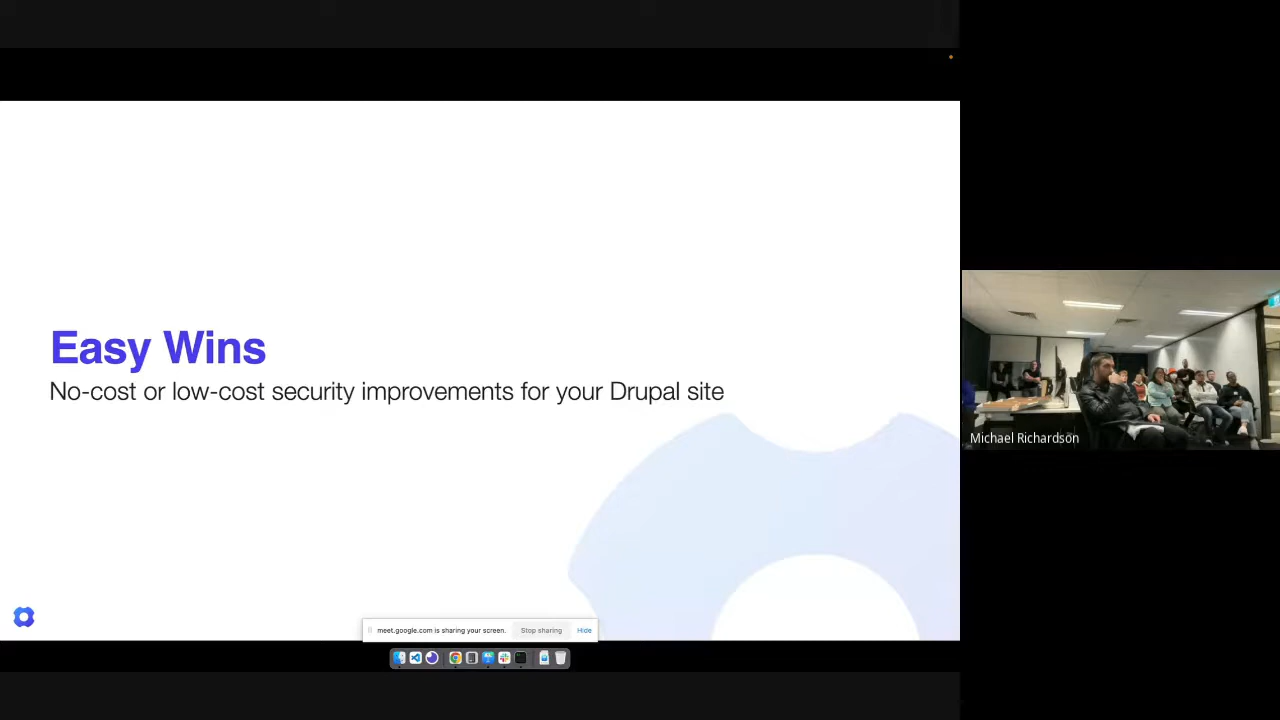 Easy Wins
No-cost or low-cost security improvements for your Drupal site
meet.google.com is sharing your screen.
Stop sharing
Hide
Michael Richardson